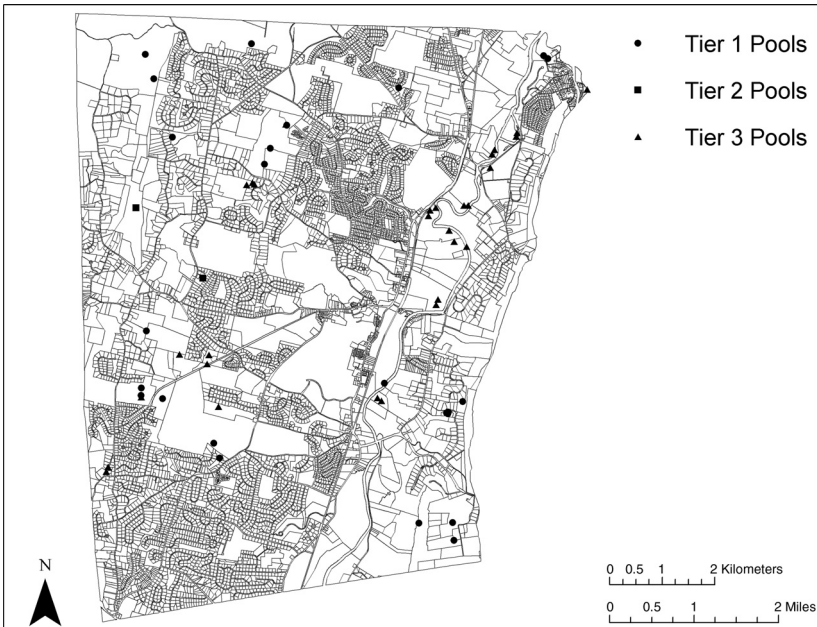 Tier 1 Pools
Tier 2 Pools
Tier 3 Pools
N
0 0.5 1 2 Kilometers
0 0.5 1 2 Miles